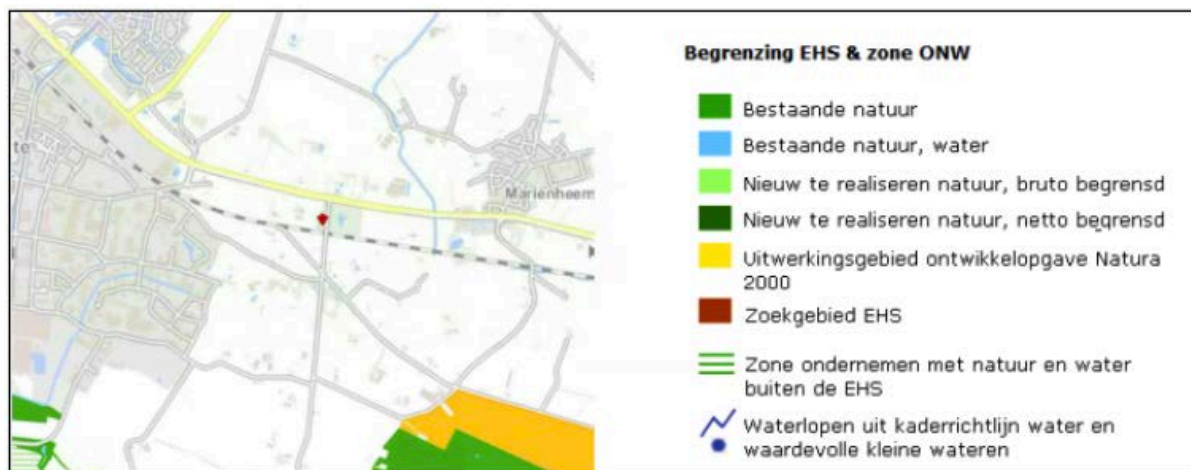 Begrenzing EHS & zone ONW
Bestaande natuur
Bestaande natuur, water
Nieuw te realiseren natuur, bruto begrensd
Nieuw te realiseren natuur, netto begrensd
Uitwerkingsgebied ontwikkelopgave Natura
2000
Zoekgebied EHS
Zone ondernemen met natuur en water
buiten de EHS
Waterlopen uit kaderrichtlijn water en
waardevolle kleine wateren
te
Mariënheem